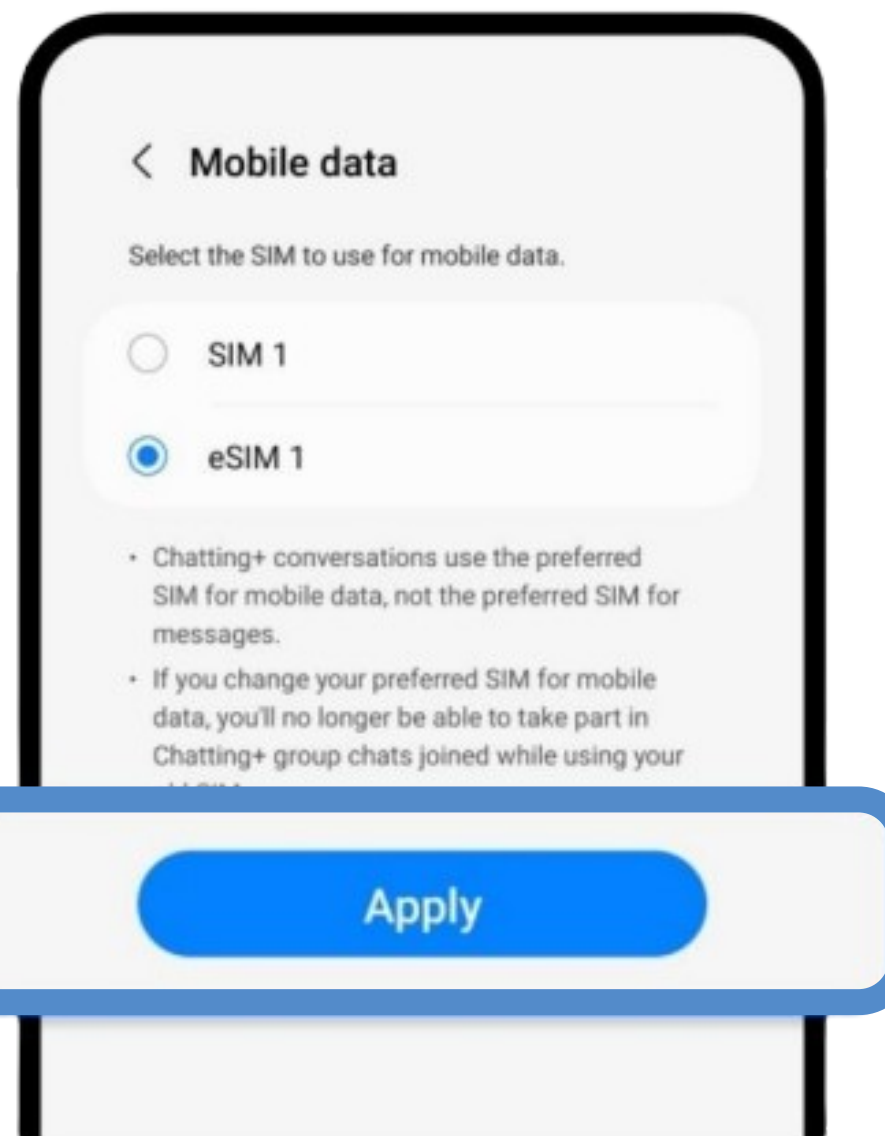 Mobile data
Select the SIM to use for mobile data.
SIM 1
eSIM 1
• Chatting+ conversations use the preferred
SIM for mobile data, not the preferred SIM for
messages.
• If you change your preferred SIM for mobile
data, you'll no longer be able to take part in
Chatting+ group chats joined while using your
Apply